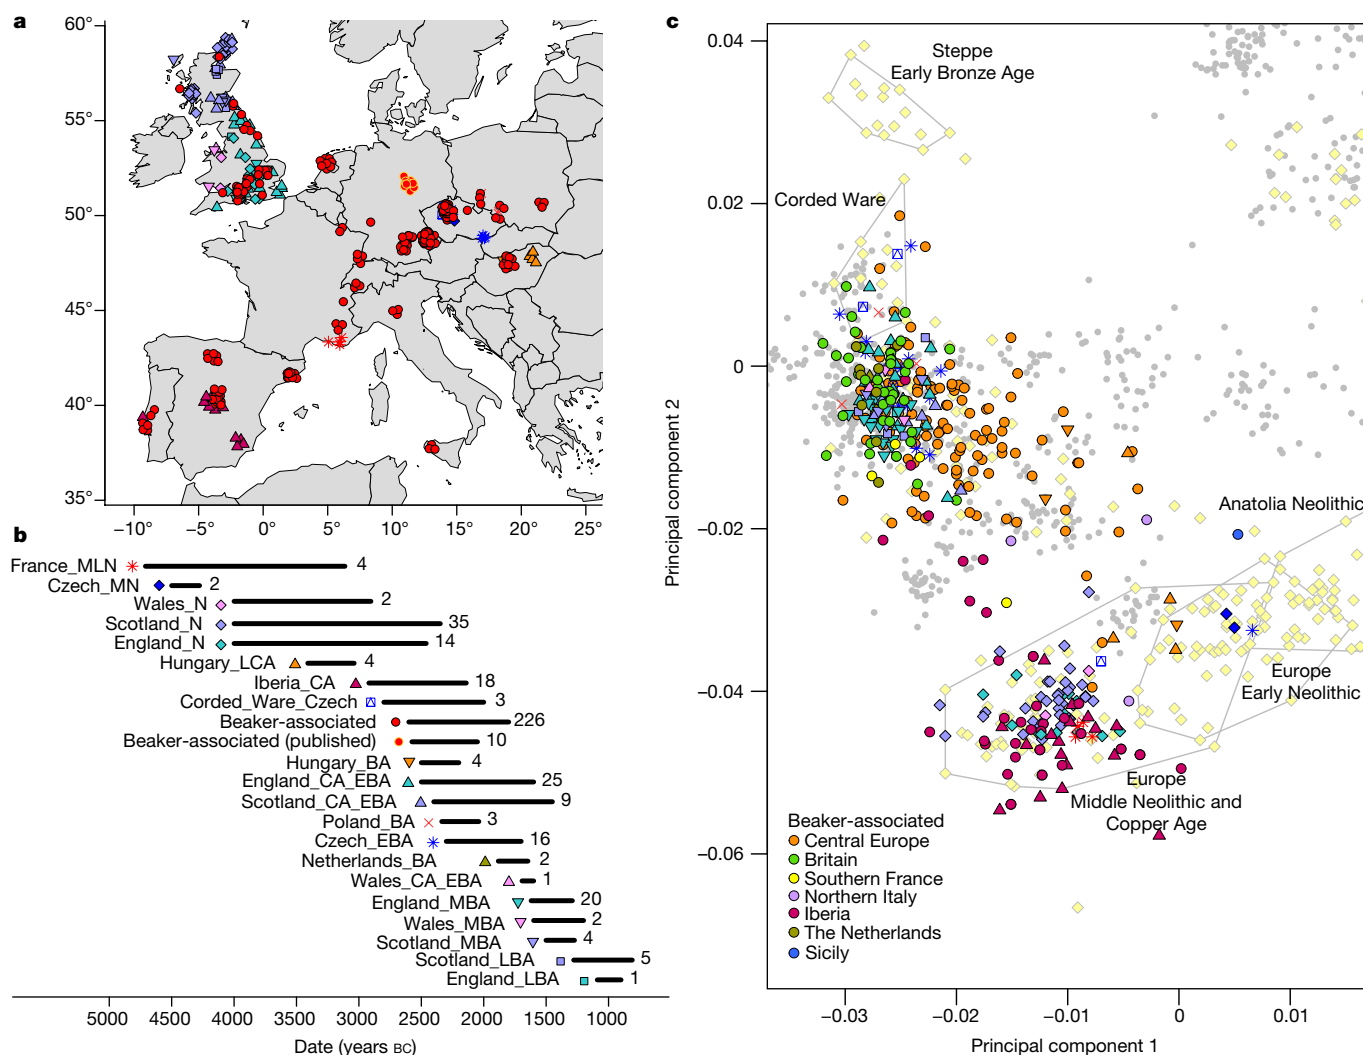 a
60°
55°
50°
45°
40°
35°
−10°
−5°
0°
5°
10°
15°
20°
25°
b
France_MLN 4
Czech_MN 2
Wales_N 2
Scotland_N 35
England_N 14
Hungary_LCA 4
Iberia_CA 18
Corded_Ware_Czech 3
Beaker-associated 226
Beaker-associated (published) 10
Hungary_BA 4
England_CA_EBA 25
Scotland_CA_EBA 9
Poland_BA 3
Czech_EBA 16
Netherlands_BA 2
Wales_CA_EBA 1
England_MBA 20
Wales_MBA 2
Scotland_MBA 4
Scotland_LBA 5
England_LBA 1
5000 4500 4000 3500 3000 2500 2000 1500 1000
Date (years BC)
c
0.04
0.02
0
−0.02
−0.04
−0.06
Principal component 2
Steppe
Early Bronze Age
Corded Ware
Anatolia Neolithic
Europe
Early Neolithic
Europe
Middle Neolithic and
Copper Age
Beaker-associated
Central Europe
Britain
Southern France
Northern Italy
Iberia
The Netherlands
Sicily
−0.03 −0.02 −0.01 0 0.01
Principal component 1